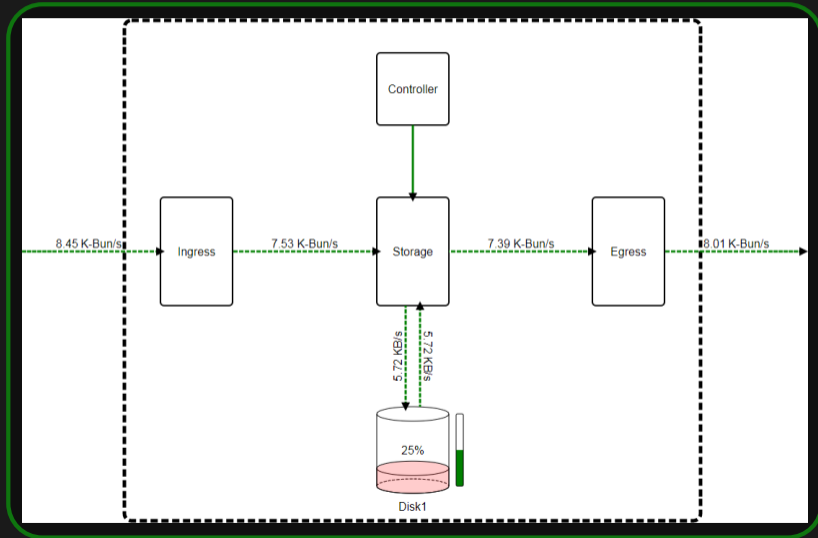 Controller
8.45 K-Bun/s
Ingress
7.53 K-Bun/s
Storage
7.39 K-Bun/s
Egress
8.01 K-Bun/s
5.72 KB/s
5.72 KB/s
25%
Disk1